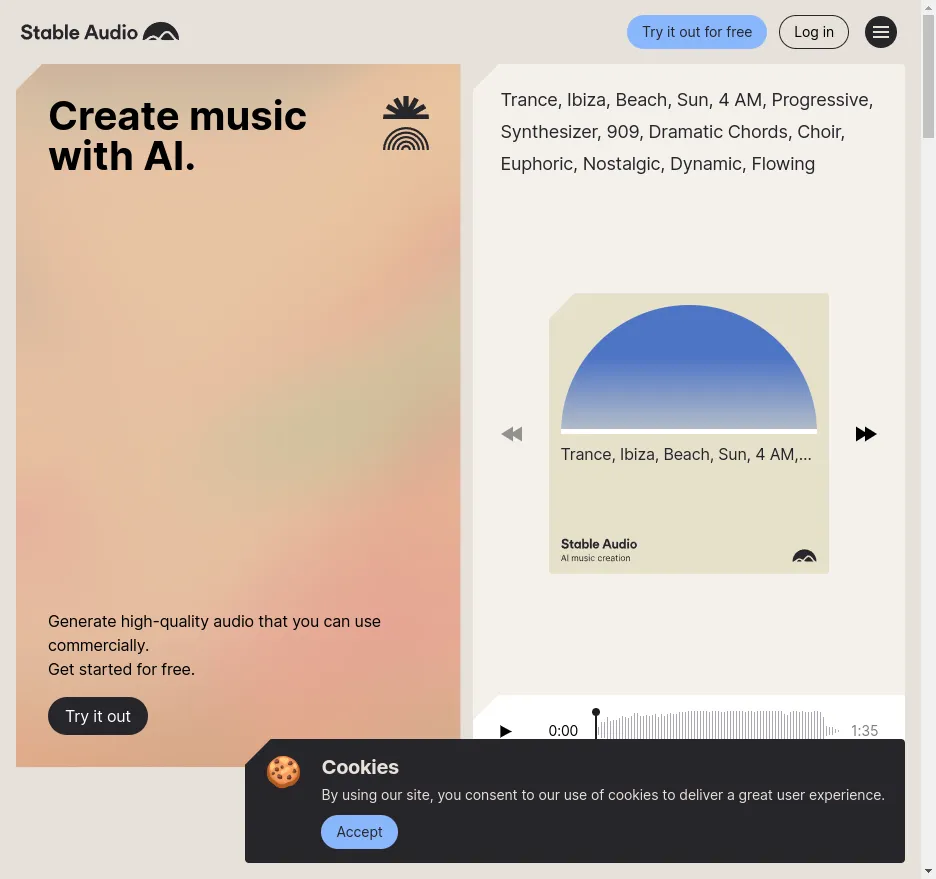 Stable Audio
Try it out for free
Log in
Create music
with AI.
Generate high-quality audio that you can use
commercially.
Get started for free.
Try it out
Trance, Ibiza, Beach, Sun, 4 AM, Progressive,
Synthesizer, 909, Dramatic Chords, Choir,
Euphoric, Nostalgic, Dynamic, Flowing
Trance, Ibiza, Beach, Sun, 4 AM,...
Stable Audio
AI music creation
0:00
1:35
Cookies
By using our site, you consent to our use of cookies to deliver a great user experience.
Accept